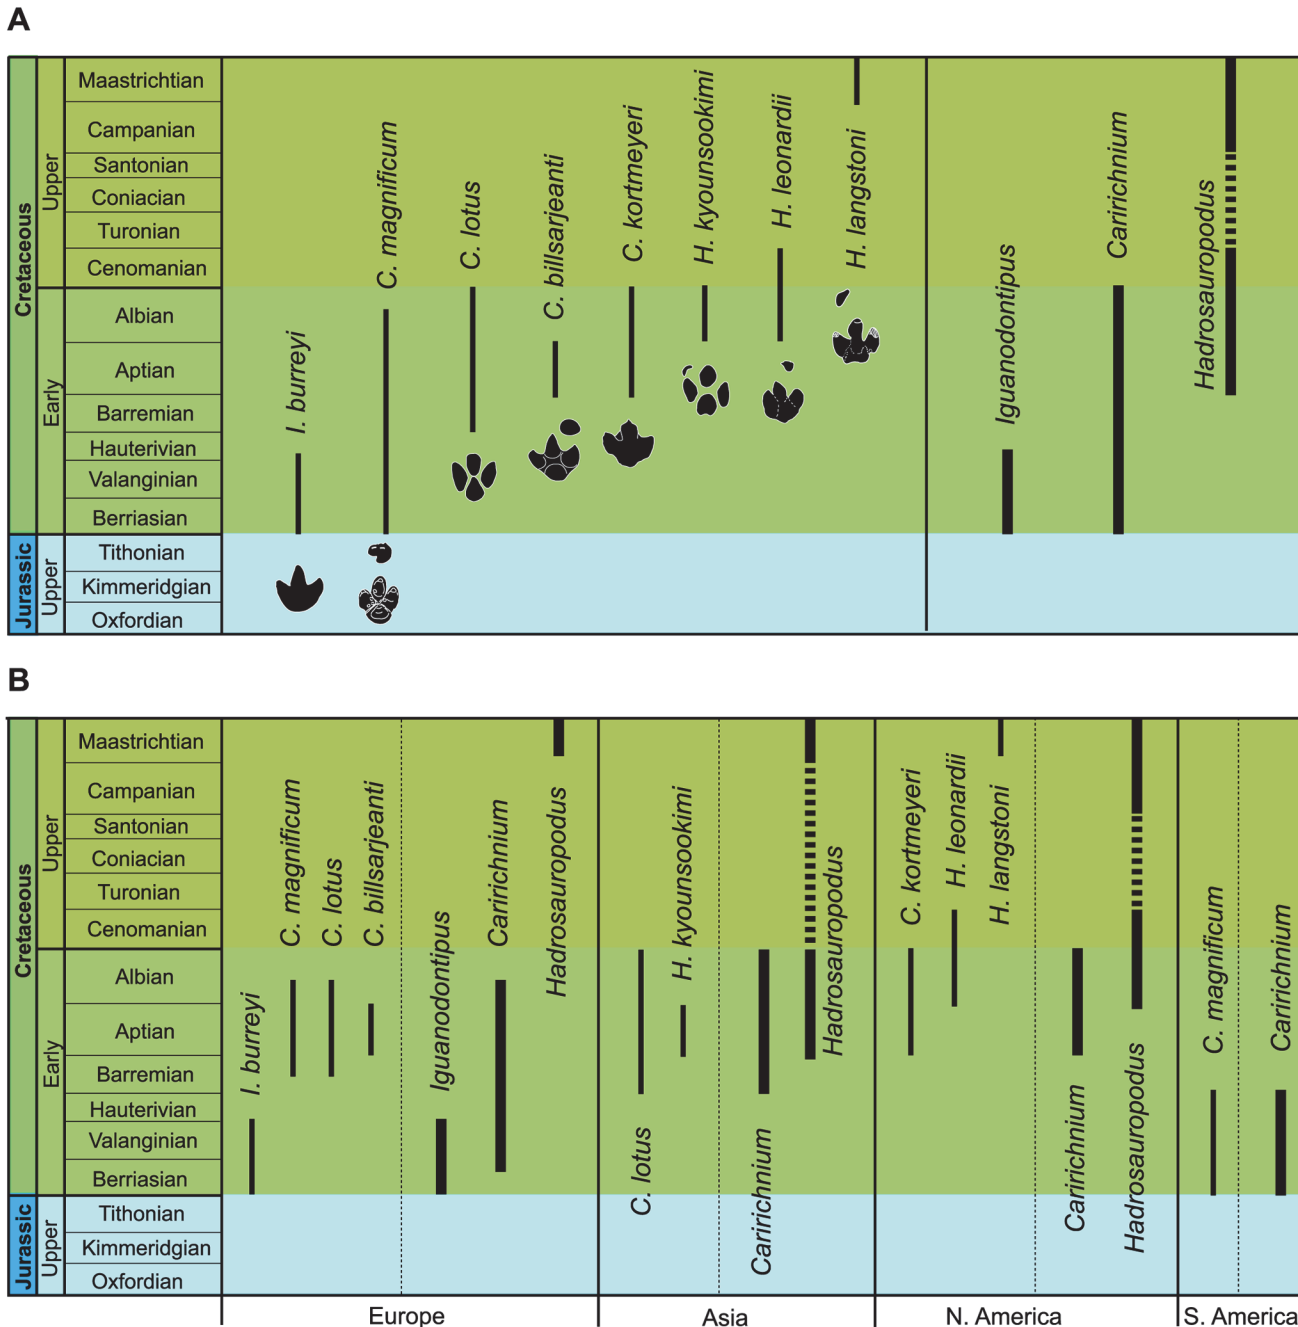 A
Cretaceous
Jurassic
Upper
Early
Upper
Maastrichtian
Campanian
Santonian
Coniacian
Turonian
Cenomanian
Albian
Aptian
Barremian
Hauterivian
Valanginian
Berriasian
Tithonian
Kimmeridgian
Oxfordian
I. burreyi
C. magnificum
C. lotus
C. billsarjeanti
C. kortmeyeri
H. kyounsookimi
H. leonardii
H. langstoni
Iguanodontipus
Caririchnium
Hadrosauropodus
B
Cretaceous
Jurassic
Upper
Early
Upper
Maastrichtian
Campanian
Santonian
Coniacian
Turonian
Cenomanian
Albian
Aptian
Barremian
Hauterivian
Valanginian
Berriasian
Tithonian
Kimmeridgian
Oxfordian
I. burreyi
C. magnificum
C. lotus
C. billsarjeanti
Iguanodontipus
Caririchnium
Hadrosauropodus
C. lotus
H. kyounsookimi
Caririchnium
Hadrosauropodus
C. kortmeyeri
H. leonardii
H. langstoni
Caririchnium
Hadrosauropodus
C. magnificum
Caririchnium
Europe
Asia
N. America
S. America